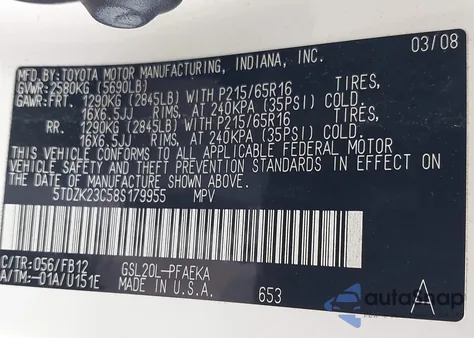 MFD.BY: TOYOTA MOTOR MANUFACTURING, INDIANA, INC. 03/08
GVWR: 2580KG (5690LB)
GAWR: FRT. 1290KG (2845LB) WITH P215/65R16 TIRES,
16X6.5JJ RIMS, AT 240KPA (35PSI) COLD.
RR. 1290KG (2845LB) WITH P215/65R16 TIRES,
16X6.5JJ RIMS, AT 240KPA (35PSI) COLD.
THIS VEHICLE CONFORMS TO ALL APPLICABLE FEDERAL MOTOR
VEHICLE SAFETY AND THEFT PREVENTION STANDARDS IN EFFECT ON
THE DATE OF MANUFACTURE SHOWN ABOVE.
5TDZK23C58S179955 MPV
C/TR: 056/FB12 GSL20L-PFAEKA
A/TM: -01A/U151E MADE IN U.S.A. 653 A
autoSnap